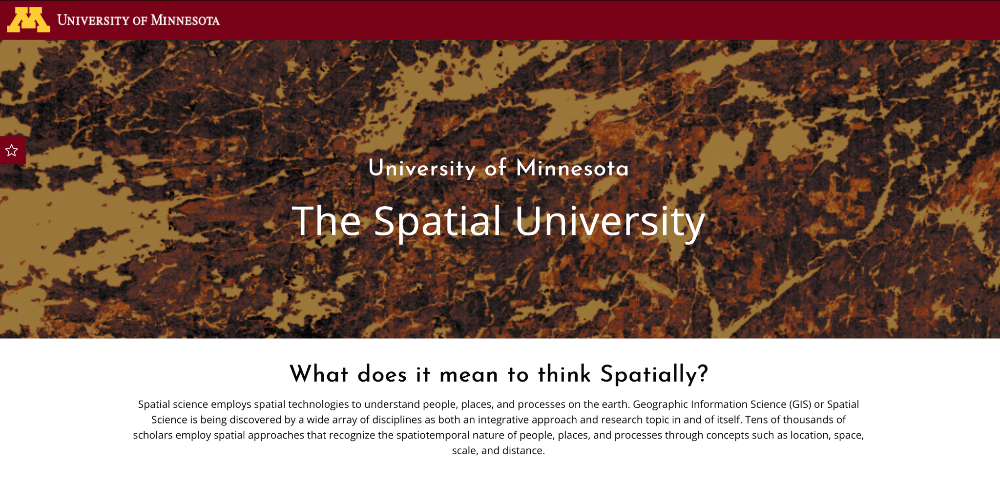 University of Minnesota
University of Minnesota
The Spatial University
What does it mean to think Spatially?
Spatial science employs spatial technologies to understand people, places, and processes on the earth. Geographic Information Science (GIS) or Spatial
Science is being discovered by a wide array of disciplines as both an integrative approach and research topic in and of itself. Tens of thousands of
scholars employ spatial approaches that recognize the spatiotemporal nature of people, places, and processes through concepts such as location, space,
scale, and distance.